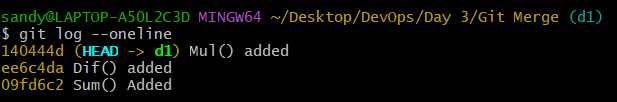 sandy@LAPTOP-A50L2C3D MINGW64 ~/Desktop/DevOps/Day 3/Git Merge (d1)
$ git log --oneline
140444d (HEAD -> d1) Mul() added
ee6c4da Dif() added
09fd6c2 Sum() Added